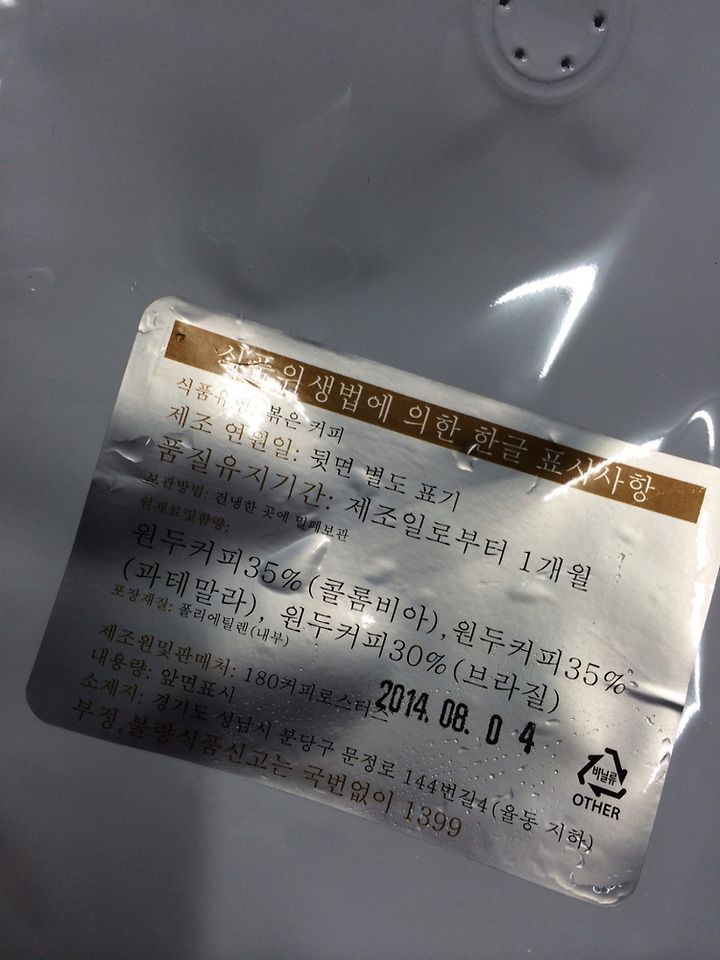 식품위생법에 의한 한글 표시사항
식품유형: 볶은 커피
제조 연월일: 뒷면 별도 표기
품질유지기간: 제조일로부터 1개월
보관방법: 건냉한 곳에 밀폐보관
원재료및함량:
원두커피35%(콜롬비아), 원두커피35%
(과테말라), 원두커피30%(브라질)
포장재질: 폴리에틸렌(내부)
제조원및판매처: 180커피로스터스
2014. 08. 0 4
내용량: 앞면표시
소재지: 경기도 성남시 분당구 문정로 144번길4(율동 지하)
부정,불량식품신고는 국번없이 1399
비닐류
OTHER